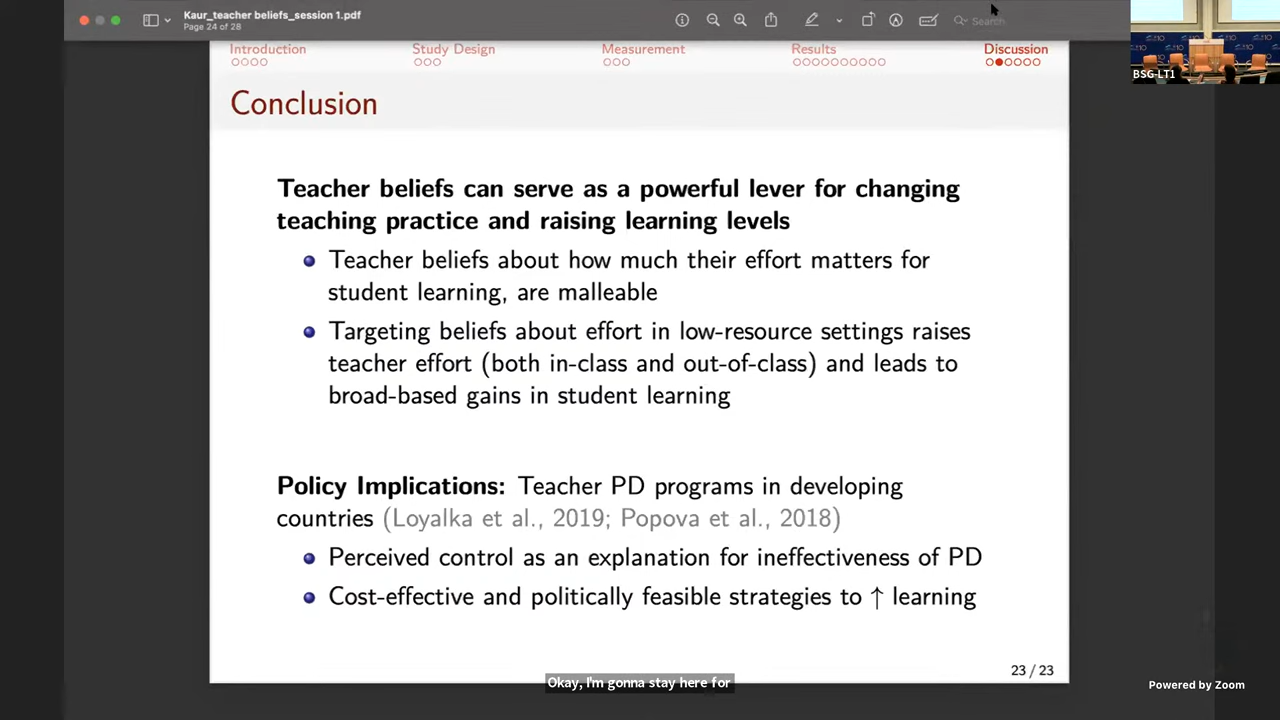 Kaur_teacher beliefs_session 1.pdf
Page 24 of 28
Search
BSG-LT1
Introduction
Study Design
Measurement
Results
Discussion
Conclusion
Teacher beliefs can serve as a powerful lever for changing
teaching practice and raising learning levels
Teacher beliefs about how much their effort matters for
student learning, are malleable
Targeting beliefs about effort in low-resource settings raises
teacher effort (both in-class and out-of-class) and leads to
broad-based gains in student learning
Policy Implications: Teacher PD programs in developing
countries (Loyalka et al., 2019; Popova et al., 2018)
Perceived control as an explanation for ineffectiveness of PD
Cost-effective and politically feasible strategies to ↑ learning
23 / 23
Okay, I'm gonna stay here for
Powered by Zoom